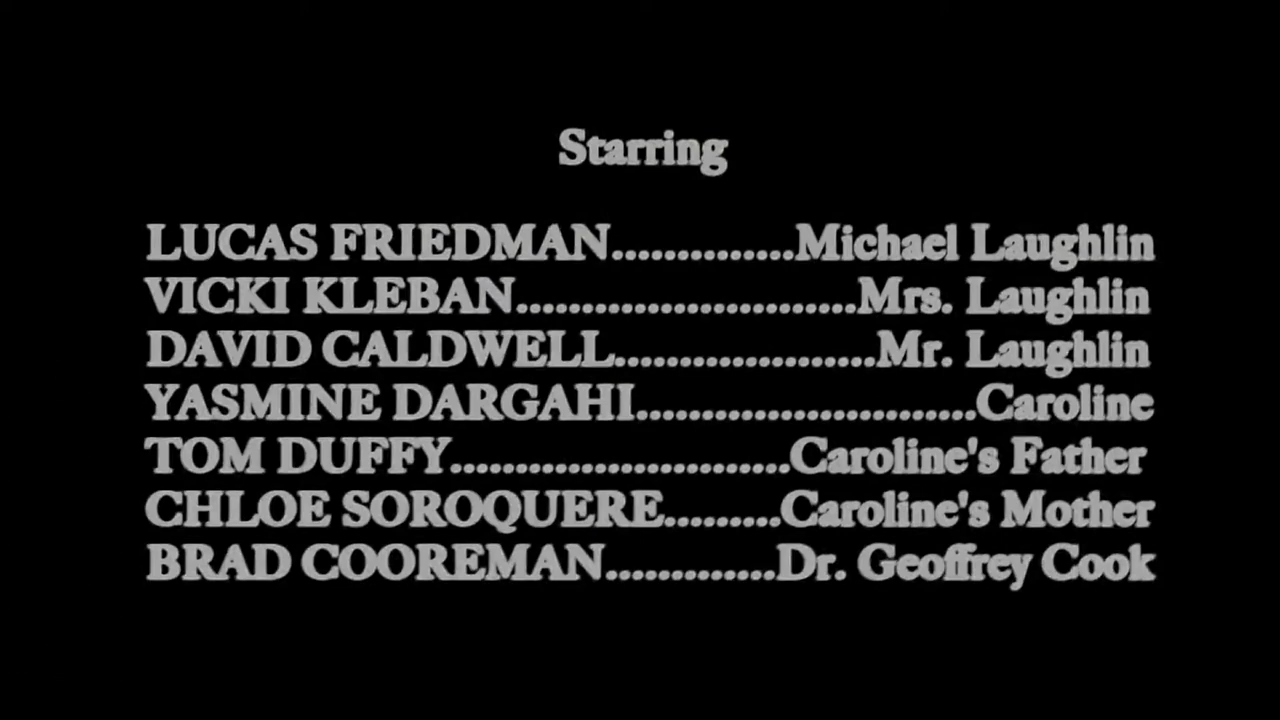 Starring
LUCAS FRIEDMAN..............Michael Laughlin
VICKI KLEBAN..........................Mrs. Laughlin
DAVID CALDWELL....................Mr. Laughlin
YASMINE DARGAHI..........................Caroline
TOM DUFFY..........................Caroline's Father
CHLOE SOROQUERE.........Caroline's Mother
BRAD COOREMAN.............Dr. Geoffrey Cook